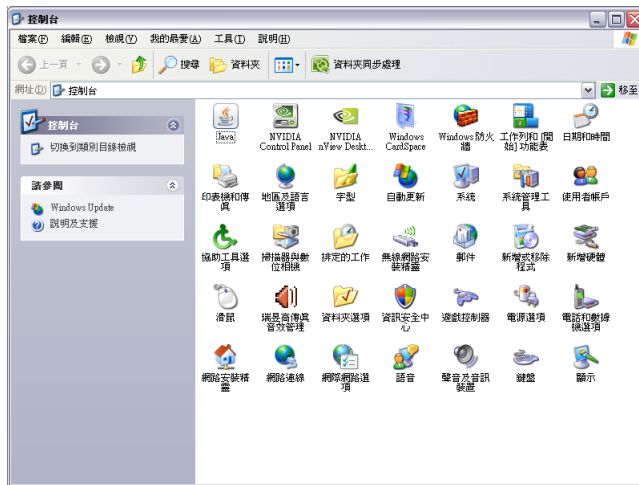 控制台
檔案(F) 編輯(E) 檢視(V) 我的最愛(A) 工具(T) 說明(H)
上一頁 搜尋 資料夾 資料夾同步處理
網址(D) 控制台 移至
控制台
切換到類別目錄檢視
請參閱
Windows Update
說明及支援
Java
NVIDIA
Control Panel
NVIDIA
nView Deskt...
Windows
CardSpace
Windows 防火
牆
工作列和 [開
始] 功能表
日期和時間
印表機和傳
真
地區及語言
選項
字型
自動更新
系統
系統管理工
具
使用者帳戶
協助工具選
項
掃描器與數
位相機
排定的工作
無線網路安
裝精靈
郵件
新增或移除
程式
新增硬體
滑鼠
瑞昱高傳真
音效管理
資料夾選項
資訊安全中
心
遊戲控制器
電源選項
電話和數據
機選項
網路安裝精
靈
網路連線
網際網路選
項
語音
聲音及音訊
裝置
鍵盤
顯示